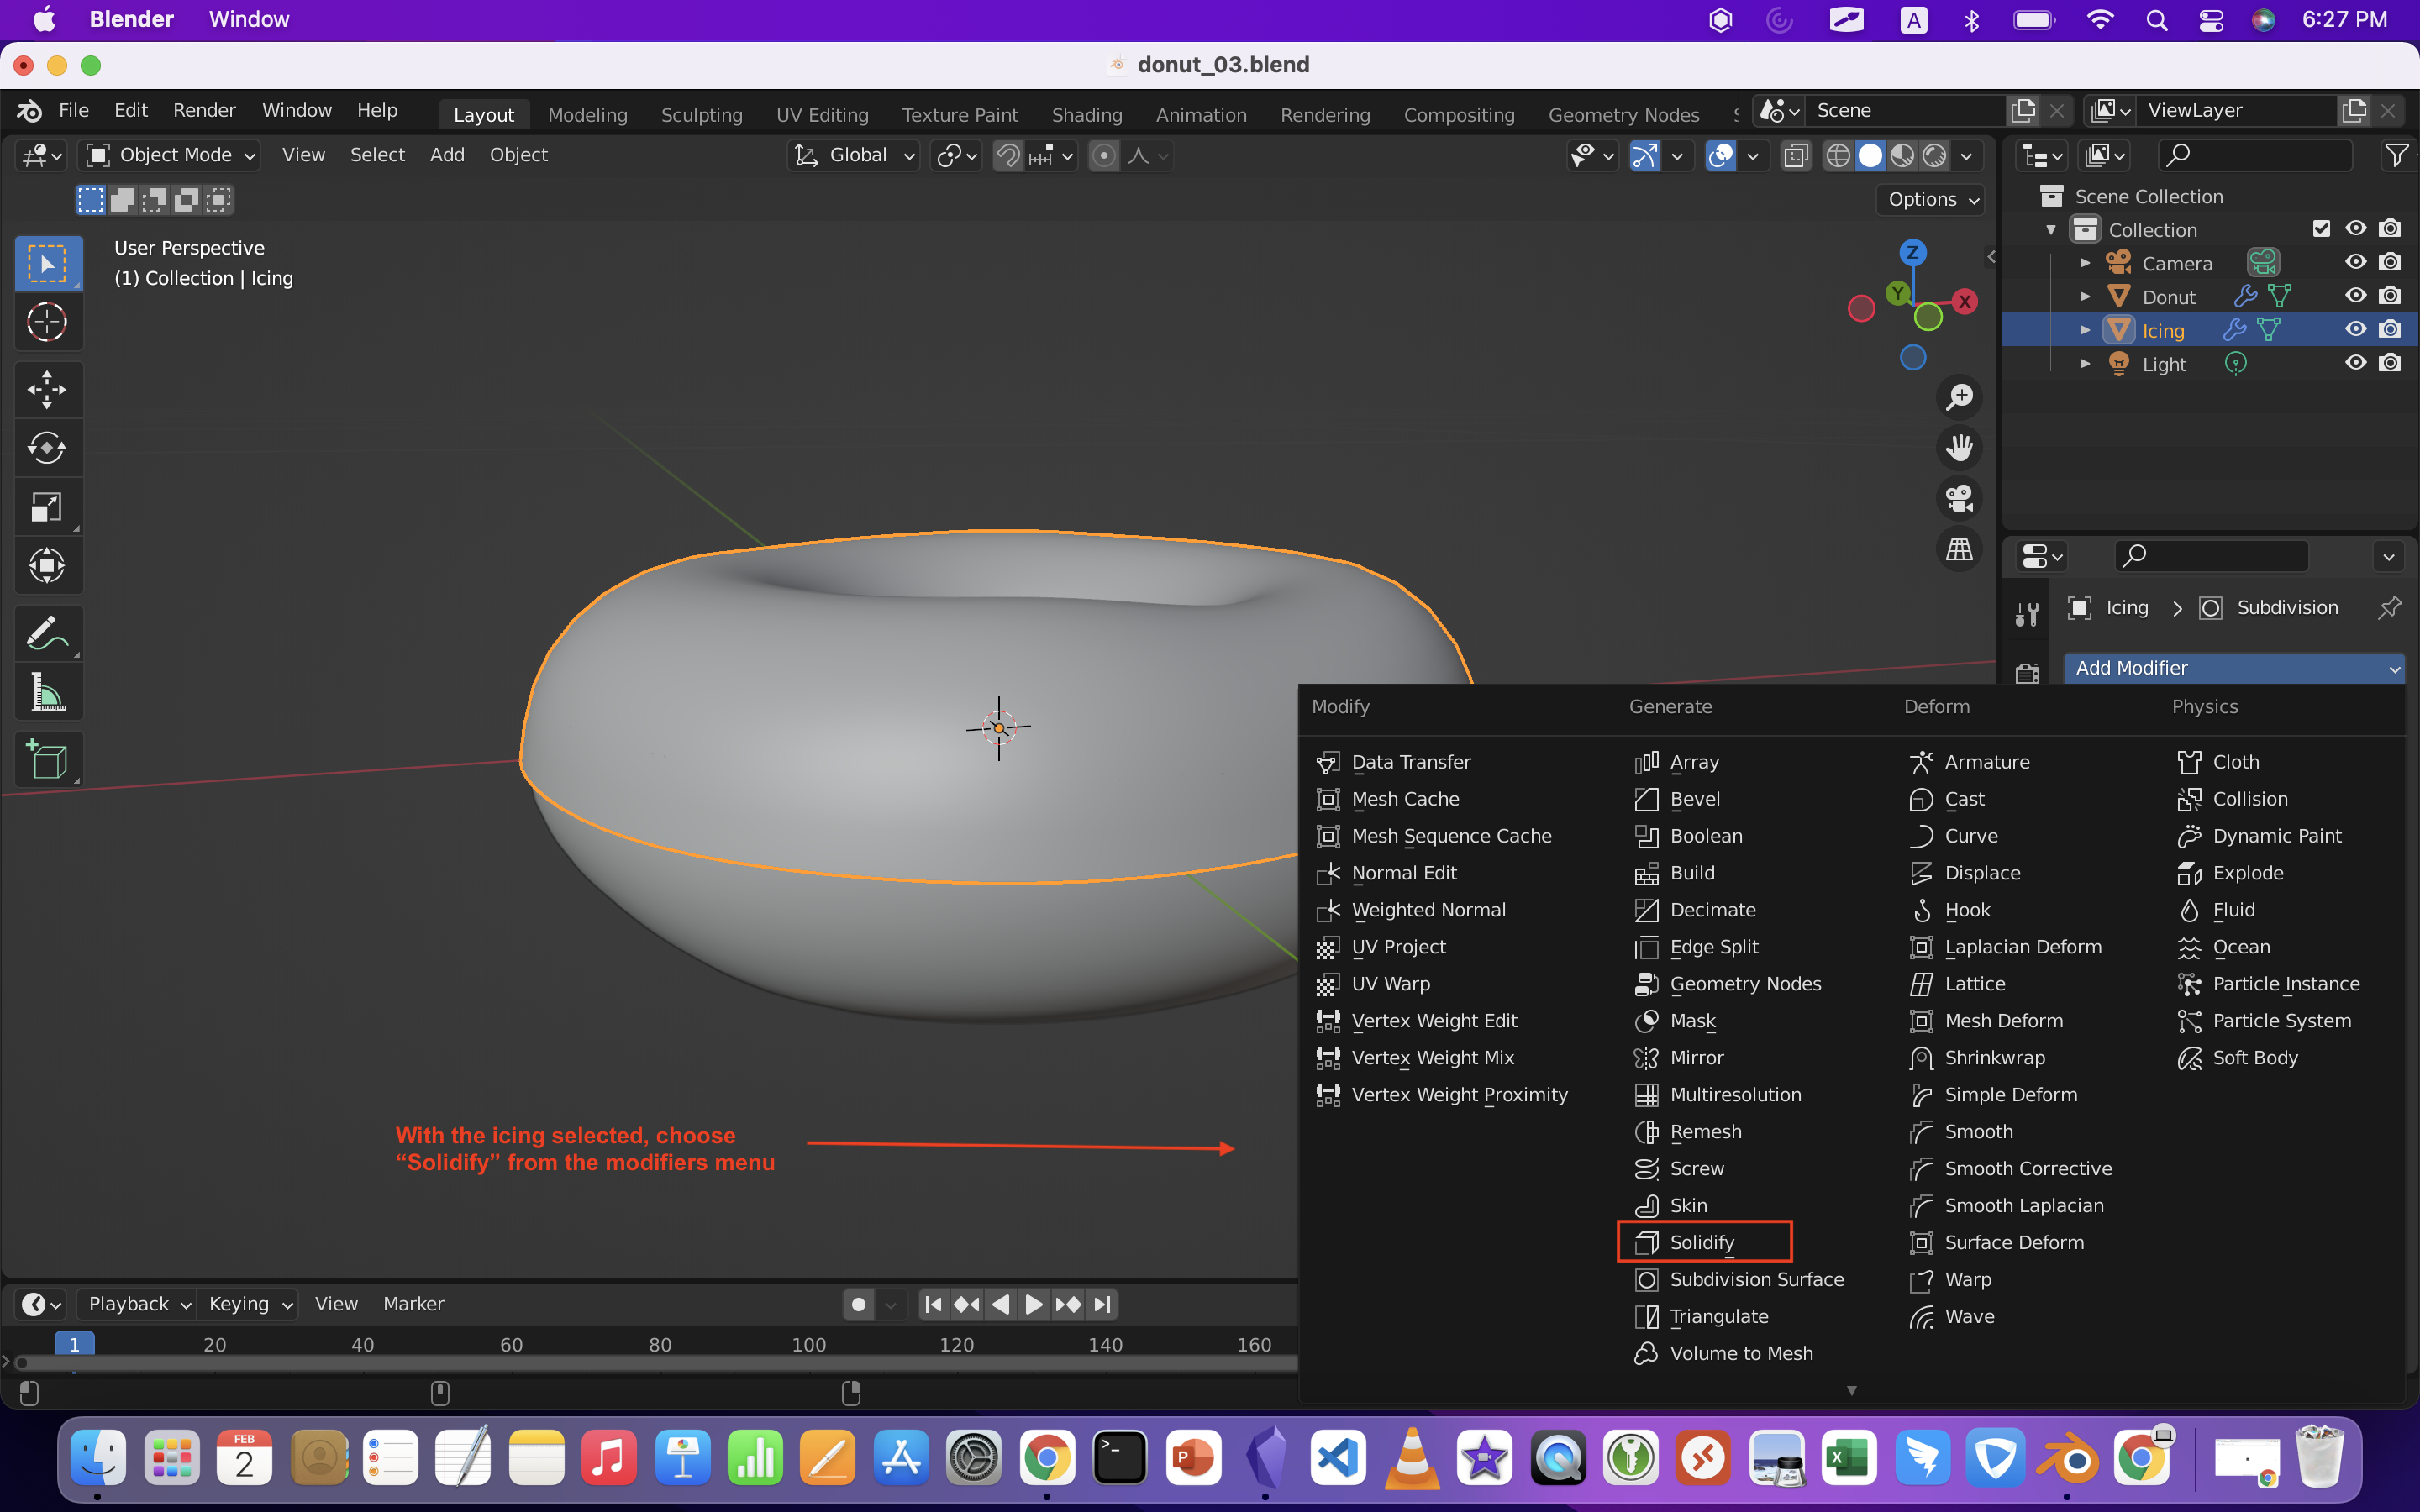 Blender Window A 6:27 PM
donut_03.blend
File Edit Render Window Help Layout Modeling Sculpting UV Editing Texture Paint Shading Animation Rendering Compositing Geometry Nodes Scene ViewLayer
Object Mode View Select Add Object Global
Options
User Perspective
(1) Collection | Icing
Z
Y
X
Scene Collection
Collection
Camera
Donut
Icing
Light
Icing > Subdivision
Add Modifier
Modify
Data Transfer
Mesh Cache
Mesh Sequence Cache
Normal Edit
Weighted Normal
UV Project
UV Warp
Vertex Weight Edit
Vertex Weight Mix
Vertex Weight Proximity
Generate
Array
Bevel
Boolean
Build
Decimate
Edge Split
Geometry Nodes
Mask
Mirror
Multiresolution
Remesh
Screw
Skin
Solidify
Subdivision Surface
Triangulate
Volume to Mesh
Deform
Armature
Cast
Curve
Displace
Hook
Laplacian Deform
Lattice
Mesh Deform
Shrinkwrap
Simple Deform
Smooth
Smooth Corrective
Smooth Laplacian
Surface Deform
Warp
Wave
Physics
Cloth
Collision
Dynamic Paint
Explode
Fluid
Ocean
Particle Instance
Particle System
Soft Body
With the icing selected, choose
“Solidify” from the modifiers menu
Playback Keying View Marker
1 20 40 60 80 100 120 140 160
FEB
2
>_
P
X